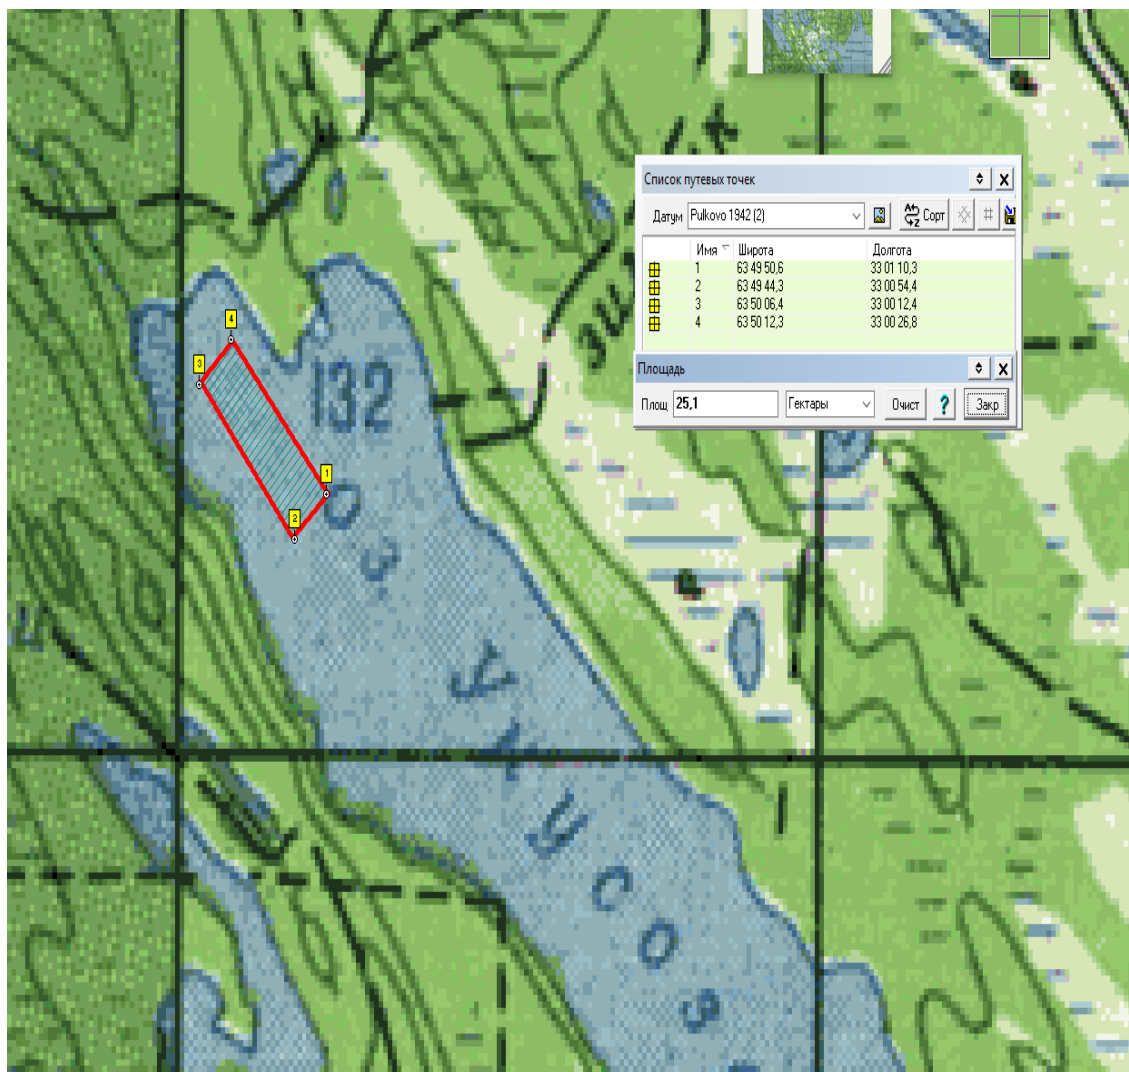 Список путевых точек
Датум Pulkovo 1942 (2) Сорт
Имя Широта Долгота
1 63 49 50,6 33 01 10,3
2 63 49 44,3 33 00 54,4
3 63 50 06,4 33 00 12,4
4 63 50 12,3 33 00 26,8
Площадь
Площ 25,1 Гектары Очист ? Закр
4
3
132
1
2
оз.